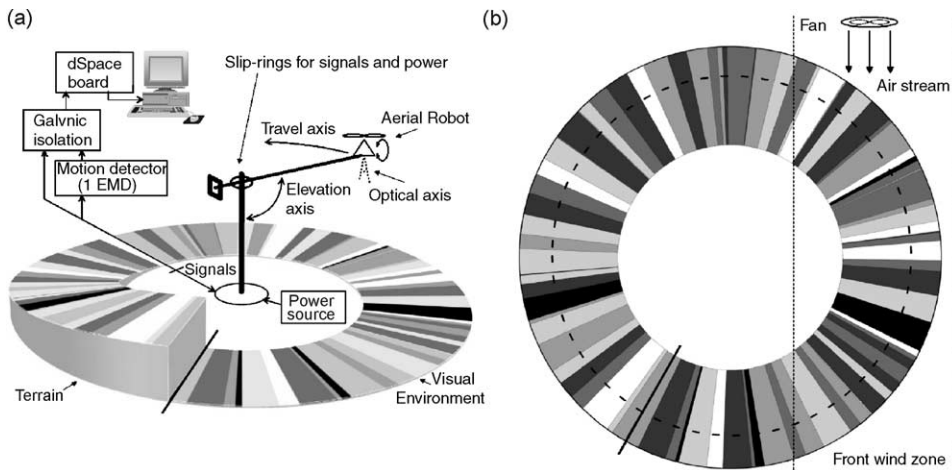 (a)
dSpace
board
Galvnic
isolation
Motion detector
(1 EMD)
Slip-rings for signals and power
Travel axis
Aerial Robot
Optical axis
Elevation
axis
Signals
Power
source
Terrain
Visual
Environment
(b)
Fan
Air stream
Front wind zone